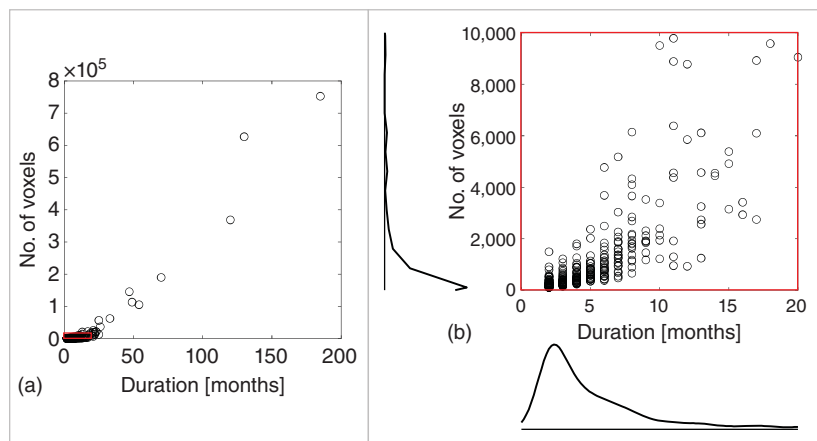 ×10⁵
8
7
6
5
4
3
2
1
0
No. of voxels
0 50 100 150 200
Duration [months]
(a)
10,000
8,000
6,000
4,000
2,000
0
No. of voxels
0 5 10 15 20
Duration [months]
(b)